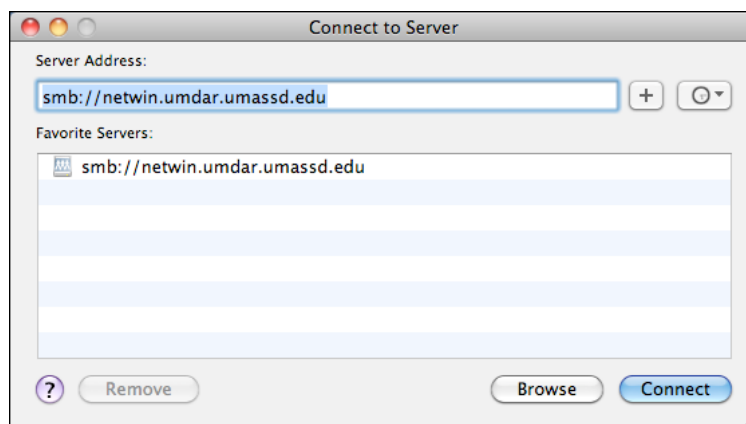 Connect to Server
Server Address:
smb://netwin.umdar.umassd.edu
+
Favorite Servers:
smb://netwin.umdar.umassd.edu
? Remove Browse Connect